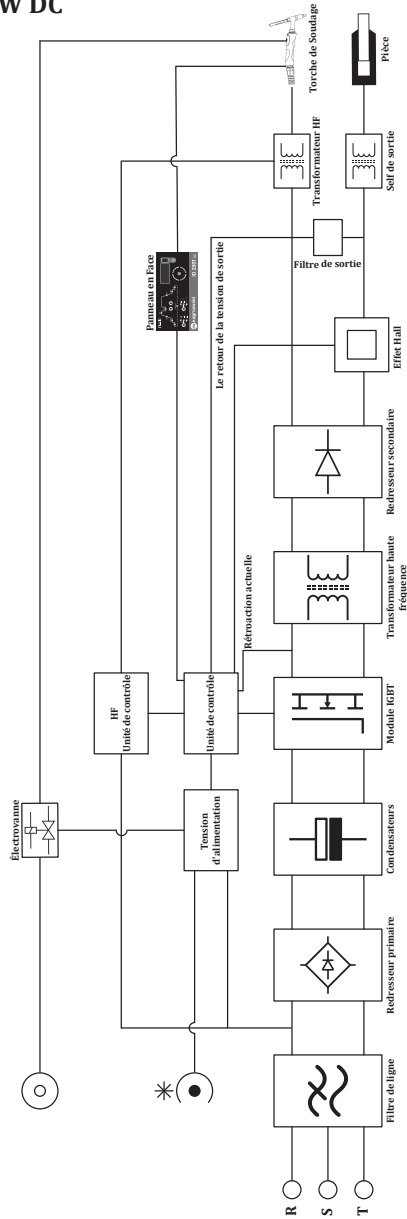 W DC
Torche de Soudage
Pièce
Transformateur HF
Self de sortie
Panneau en Face
Le retour de la tension de sortie
Filtre de sortie
Effet Hall
Redresseur secondaire
Rétroaction actuelle
Transformateur haute
fréquence
HF
Unité de contrôle
Unité de contrôle
Module IGBT
Électrovanne
Tension
d'alimentation
Condensateurs
Redresseur primaire
Filtre de ligne
R
S
T